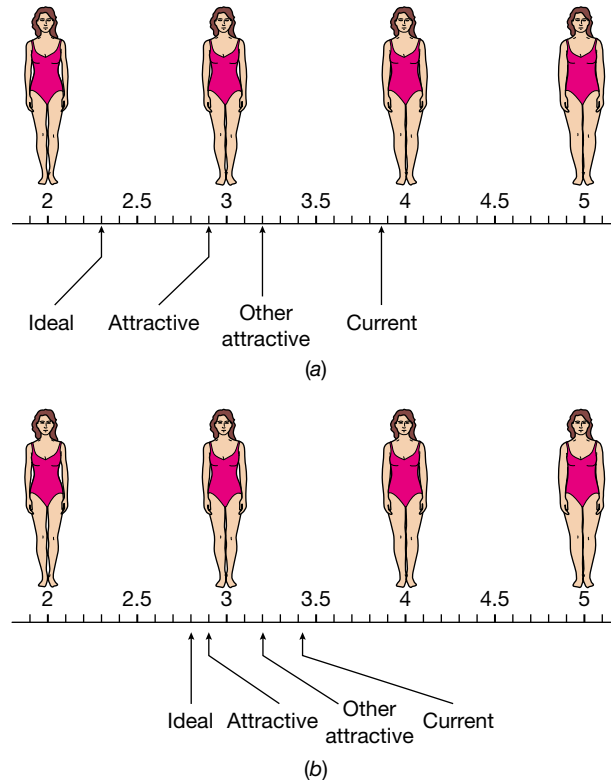 2 2.5 3 3.5 4 4.5 5
Ideal Attractive Other attractive Current
(a)
2 2.5 3 3.5 4 4.5 5
Ideal Attractive Other attractive Current
(b)